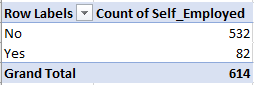 Row Labels Count of Self_Employed
No 532
Yes 82
Grand Total 614